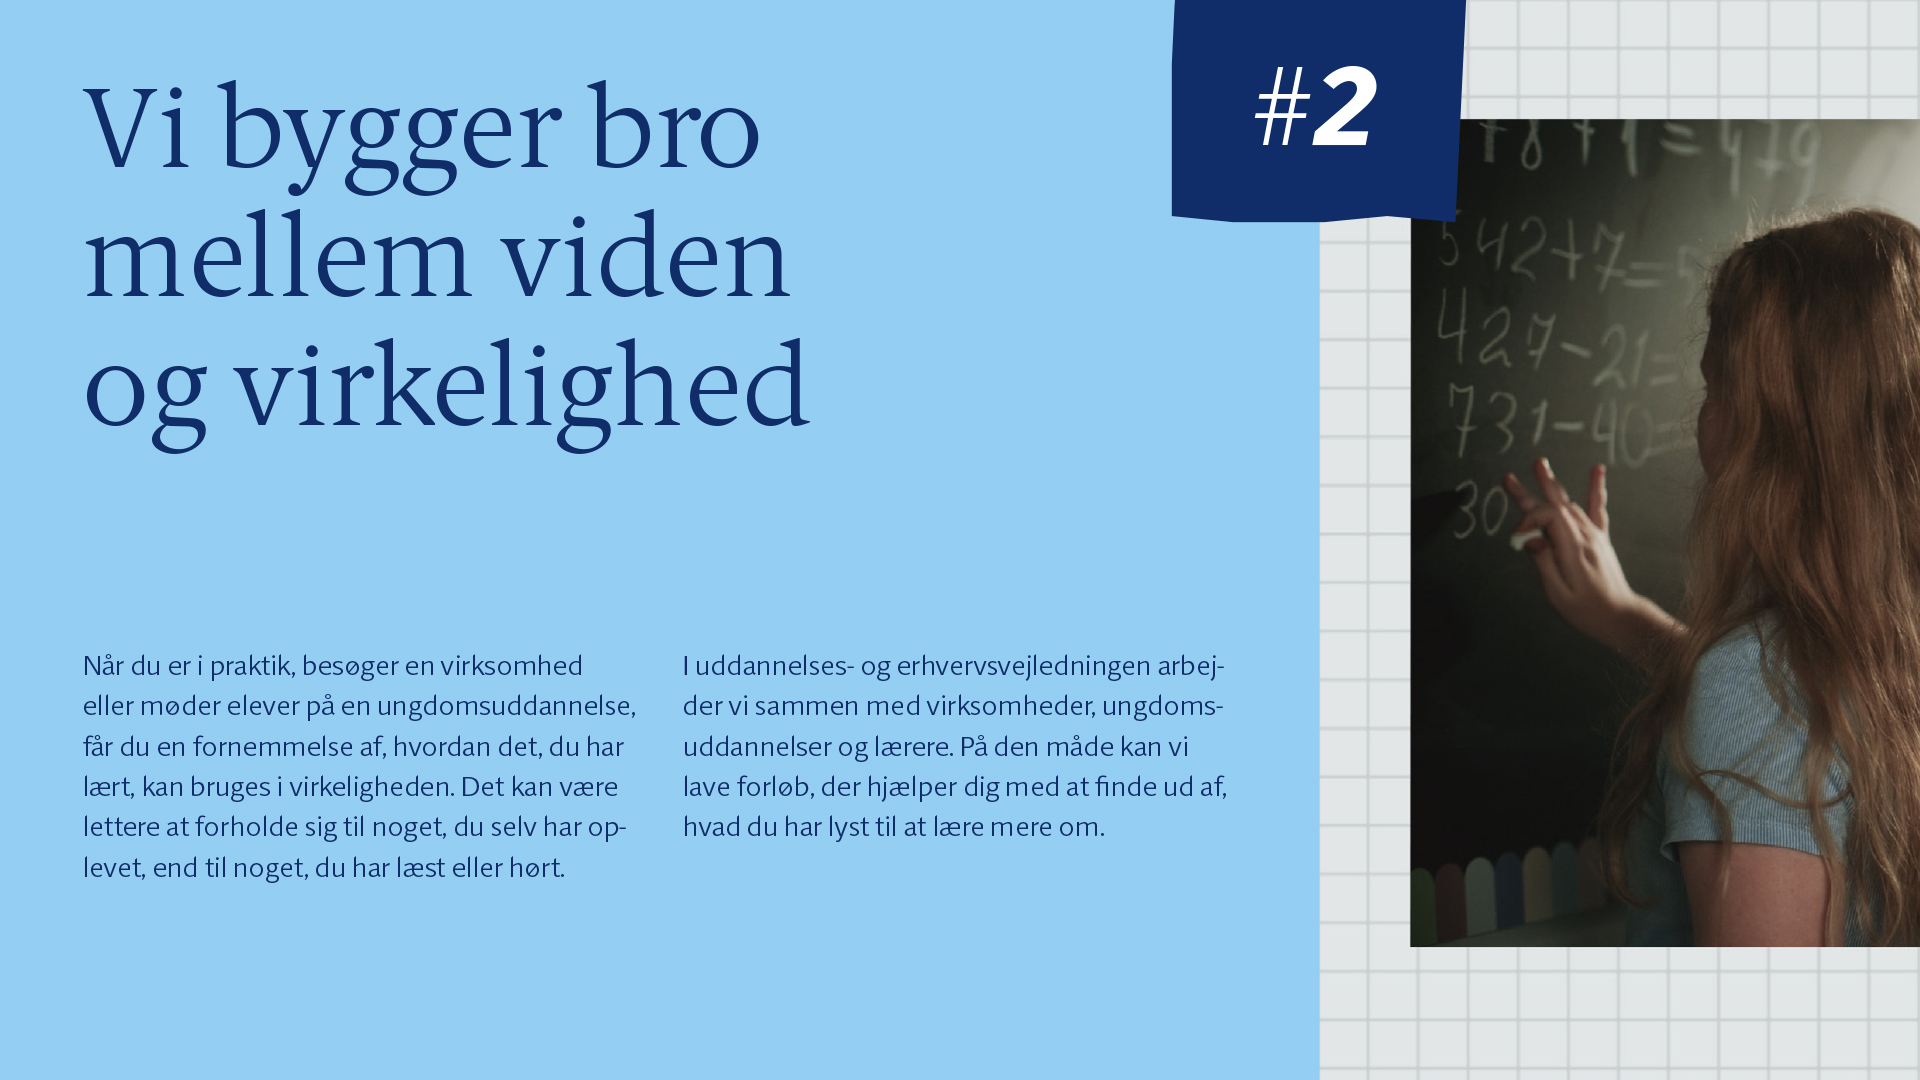 Vi bygger bro
mellem viden
og virkelighed
#2
Når du er i praktik, besøger en virksomhed
eller møder elever på en ungdomsuddannelse,
får du en fornemmelse af, hvordan det, du har
lært, kan bruges i virkeligheden. Det kan være
lettere at forholde sig til noget, du selv har op-
levet, end til noget, du har læst eller hørt.
I uddannelses- og erhvervsvejledningen arbej-
der vi sammen med virksomheder, ungdoms-
uddannelser og lærere. På den måde kan vi
lave forløb, der hjælper dig med at finde ud af,
hvad du har lyst til at lære mere om.
542+7=
427-21=
731-40=
30